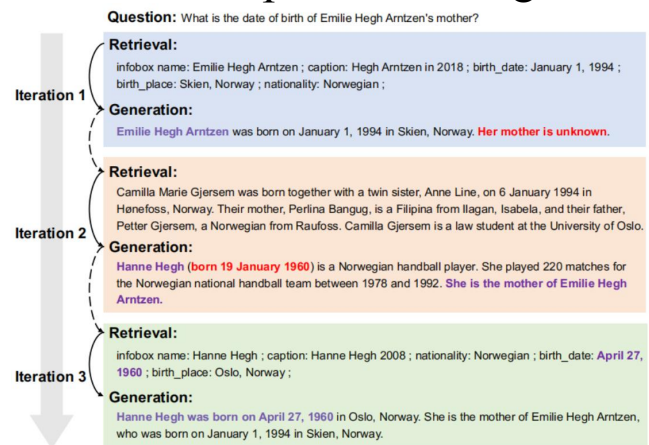 Question: What is the date of birth of Emilie Hegh Arntzen's mother?
Iteration 1
Retrieval:
infobox name: Emilie Hegh Arntzen ; caption: Hegh Arntzen in 2018 ; birth_date: January 1, 1994 ;
birth_place: Skien, Norway ; nationality: Norwegian ;
Generation:
Emilie Hegh Arntzen was born on January 1, 1994 in Skien, Norway. Her mother is unknown.
Iteration 2
Retrieval:
Camilla Marie Gjersem was born together with a twin sister, Anne Line, on 6 January 1994 in
Hønefoss, Norway. Their mother, Perlina Bangug, is a Filipina from Ilagan, Isabela, and their father,
Petter Gjersem, a Norwegian from Raufoss. Camilla Gjersem is a law student at the University of Oslo.
Generation:
Hanne Hegh (born 19 January 1960) is a Norwegian handball player. She played 220 matches for
the Norwegian national handball team between 1978 and 1992. She is the mother of Emilie Hegh
Arntzen.
Iteration 3
Retrieval:
infobox name: Hanne Hegh ; caption: Hanne Hegh 2008 ; nationality: Norwegian ; birth_date: April 27,
1960 ; birth_place: Oslo, Norway ;
Generation:
Hanne Hegh was born on April 27, 1960 in Oslo, Norway. She is the mother of Emilie Hegh Arntzen,
who was born on January 1, 1994 in Skien, Norway.